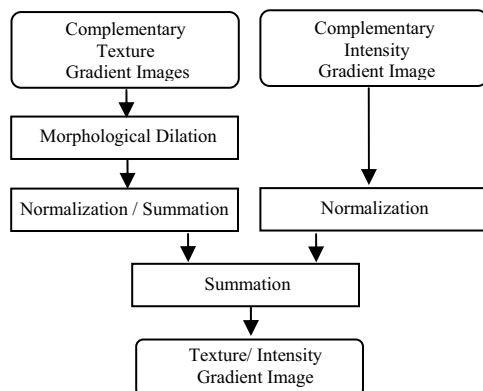 Complementary
Texture
Gradient Images
Complementary
Intensity
Gradient Image
Morphological Dilation
Normalization / Summation
Normalization
Summation
Texture/ Intensity
Gradient Image